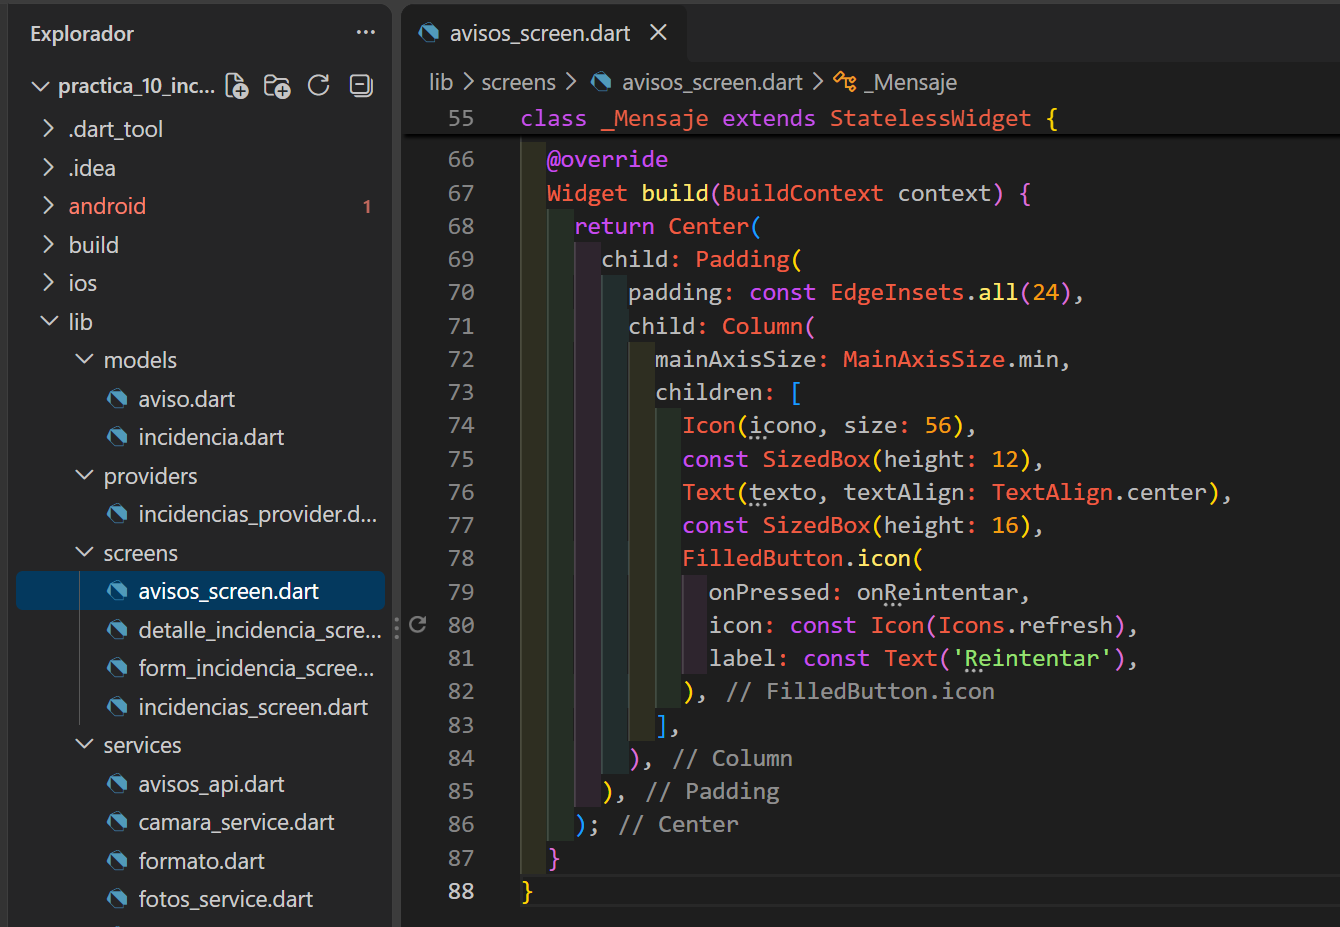 Explorador
practica_10_inc...
.dart_tool
.idea
android 1
build
ios
lib
models
aviso.dart
incidencia.dart
providers
incidencias_provider.d...
screens
avisos_screen.dart
detalle_incidencia_scre...
form_incidencia_scree...
incidencias_screen.dart
services
avisos_api.dart
camara_service.dart
formato.dart
fotos_service.dart
avisos_screen.dart
lib > screens > avisos_screen.dart > _Mensaje
55 class _Mensaje extends StatelessWidget {
66 @override
67 Widget build(BuildContext context) {
68 return Center(
69 child: Padding(
70 padding: const EdgeInsets.all(24),
71 child: Column(
72 mainAxisSize: MainAxisSize.min,
73 children: [
74 Icon(icono, size: 56),
75 const SizedBox(height: 12),
76 Text(texto, textAlign: TextAlign.center),
77 const SizedBox(height: 16),
78 FilledButton.icon(
79 onPressed: onReintentar,
80 icon: const Icon(Icons.refresh),
81 label: const Text('Reintentar'),
82 ), // FilledButton.icon
83 ],
84 ), // Column
85 ), // Padding
86 ); // Center
87 }
88 }